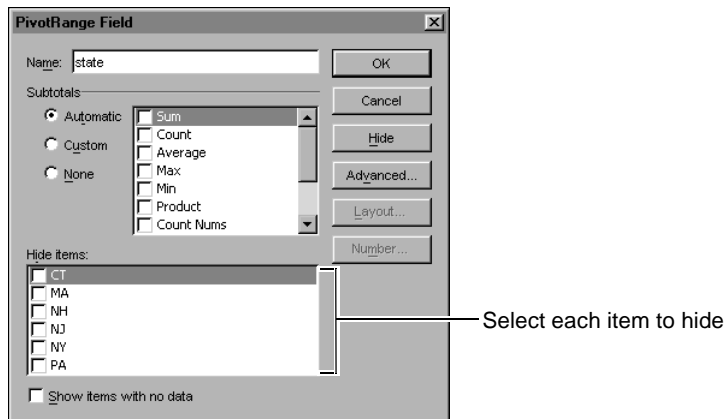 PivotRange Field
Name: state
OK
Subtotals
Cancel
Automatic
Custom
None
Sum
Count
Average
Max
Min
Product
Count Nums
Hide
Advanced...
Layout...
Number...
Hide items:
CT
MA
NH
NJ
NY
PA
Select each item to hide
Show items with no data